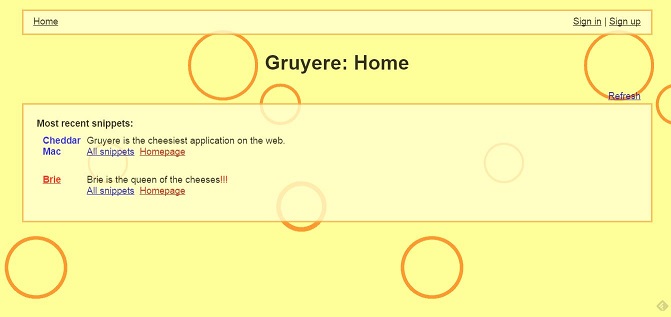 Home Sign in | Sign up
Gruyere: Home
Refresh
Most recent snippets:
Cheddar Gruyere is the cheesiest application on the web.
Mac All snippets Homepage
Brie Brie is the queen of the cheeses!!!
All snippets Homepage